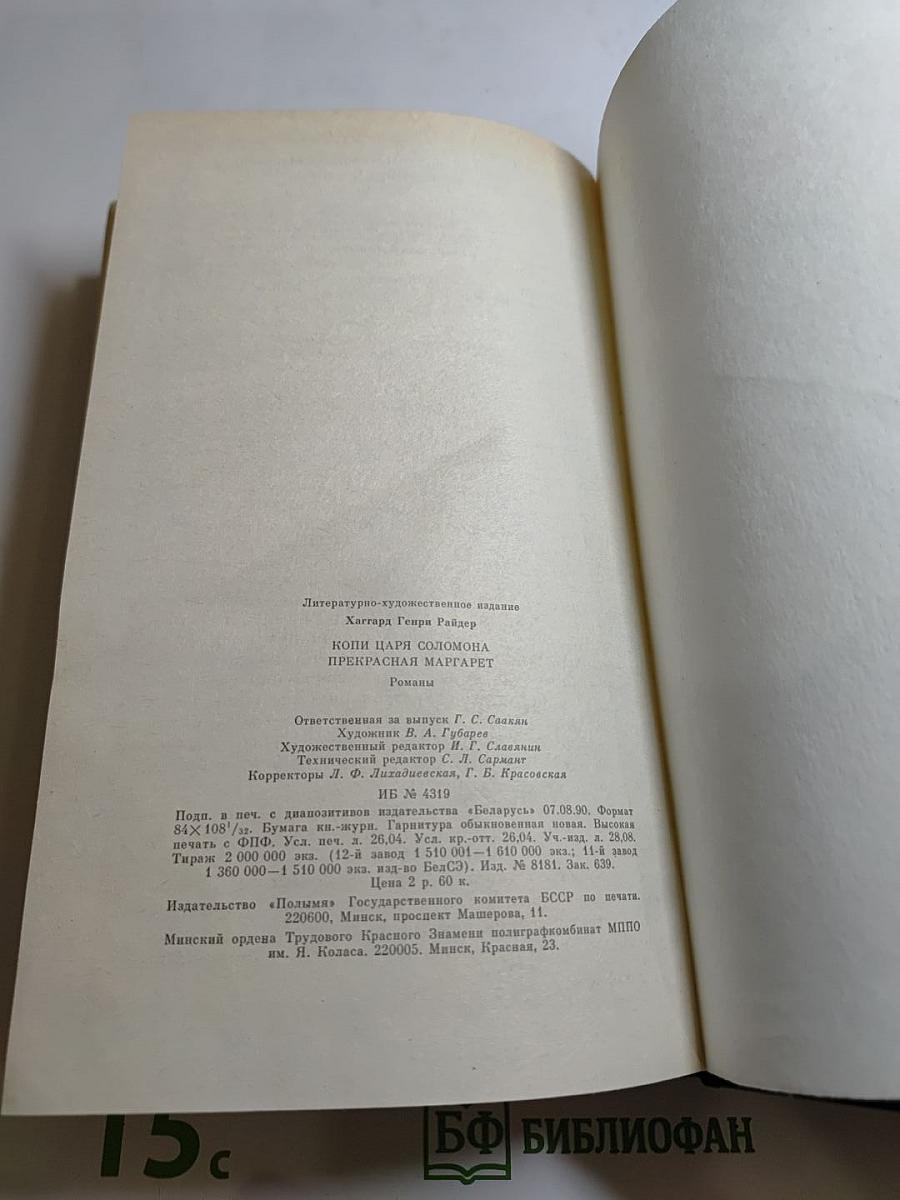 Литературно-художественное издание
Хаггард Генри Райдер
КОПИ ЦАРЯ СОЛОМОНА
ПРЕКРАСНАЯ МАРГАРЕТ
Романы
Ответственная за выпуск Г. С. Саакян
Художник В. А. Губарев
Художественный редактор И. Г. Славянин
Технический редактор С. Л. Сармант
Корректоры Л. Ф. Лихадиевская, Г. Б. Красовская
ИБ № 4319
Подп. в печ. с диапозитивов издательства «Беларусь» 07.08.90. Формат
84×108¹/₃₂. Бумага кн.-журн. Гарнитура обыкновенная новая. Высокая
печать с ФПФ. Усл. печ. л. 26,04. Усл. кр.-отт. 26,04. Уч.-изд. л. 28,08.
Тираж 2 000 000 экз. (12-й завод 1 510 001—1 610 000 экз.; 11-й завод
1 360 000—1 510 000 экз. изд-во БелСЭ). Изд. № 8181. Зак. 639.
Цена 2 р. 60 к.
Издательство «Полымя» Государственного комитета БССР по печати.
220600, Минск, проспект Машерова, 11.
Минский ордена Трудового Красного Знамени полиграфкомбинат МППО
им. Я. Коласа. 220005. Минск, Красная, 23.
15 с
БФ БИБЛИОФАН